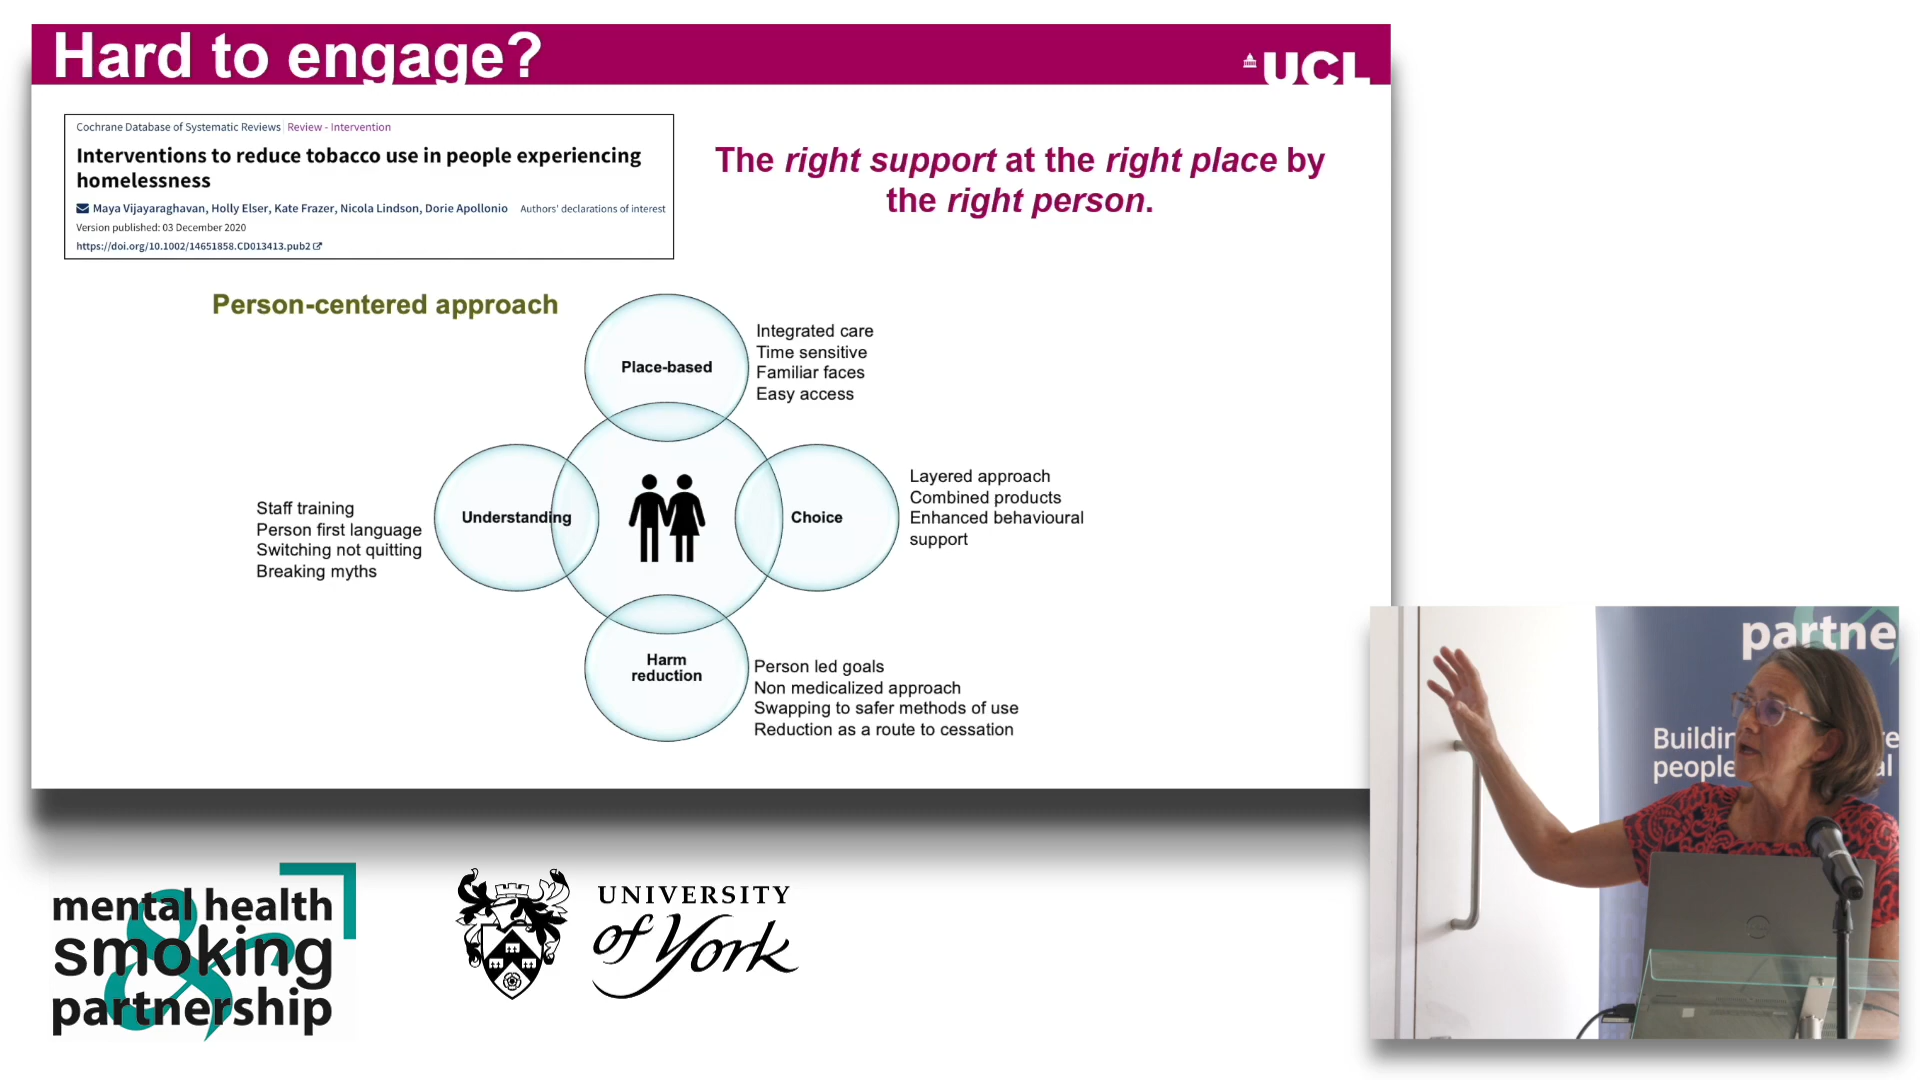 Hard to engage?
UCL
Cochrane Database of Systematic Reviews Review - Intervention
Interventions to reduce tobacco use in people experiencing
homelessness
Maya Vijayaraghavan, Holly Elser, Kate Frazer, Nicola Lindson, Dorie Apollonio Authors' declarations of interest
Version published: 03 December 2020
https://doi.org/10.1002/14651858.CD013413.pub2
The right support at the right place by
the right person.
Person-centered approach
Place-based
Integrated care
Time sensitive
Familiar faces
Easy access
Understanding
Staff training
Person first language
Switching not quitting
Breaking myths
Choice
Layered approach
Combined products
Enhanced behavioural
support
Harm
reduction
Person led goals
Non medicalized approach
Swapping to safer methods of use
Reduction as a route to cessation
partne
Buildin
people
mental health
&
smoking
partnership
UNIVERSITY
of York